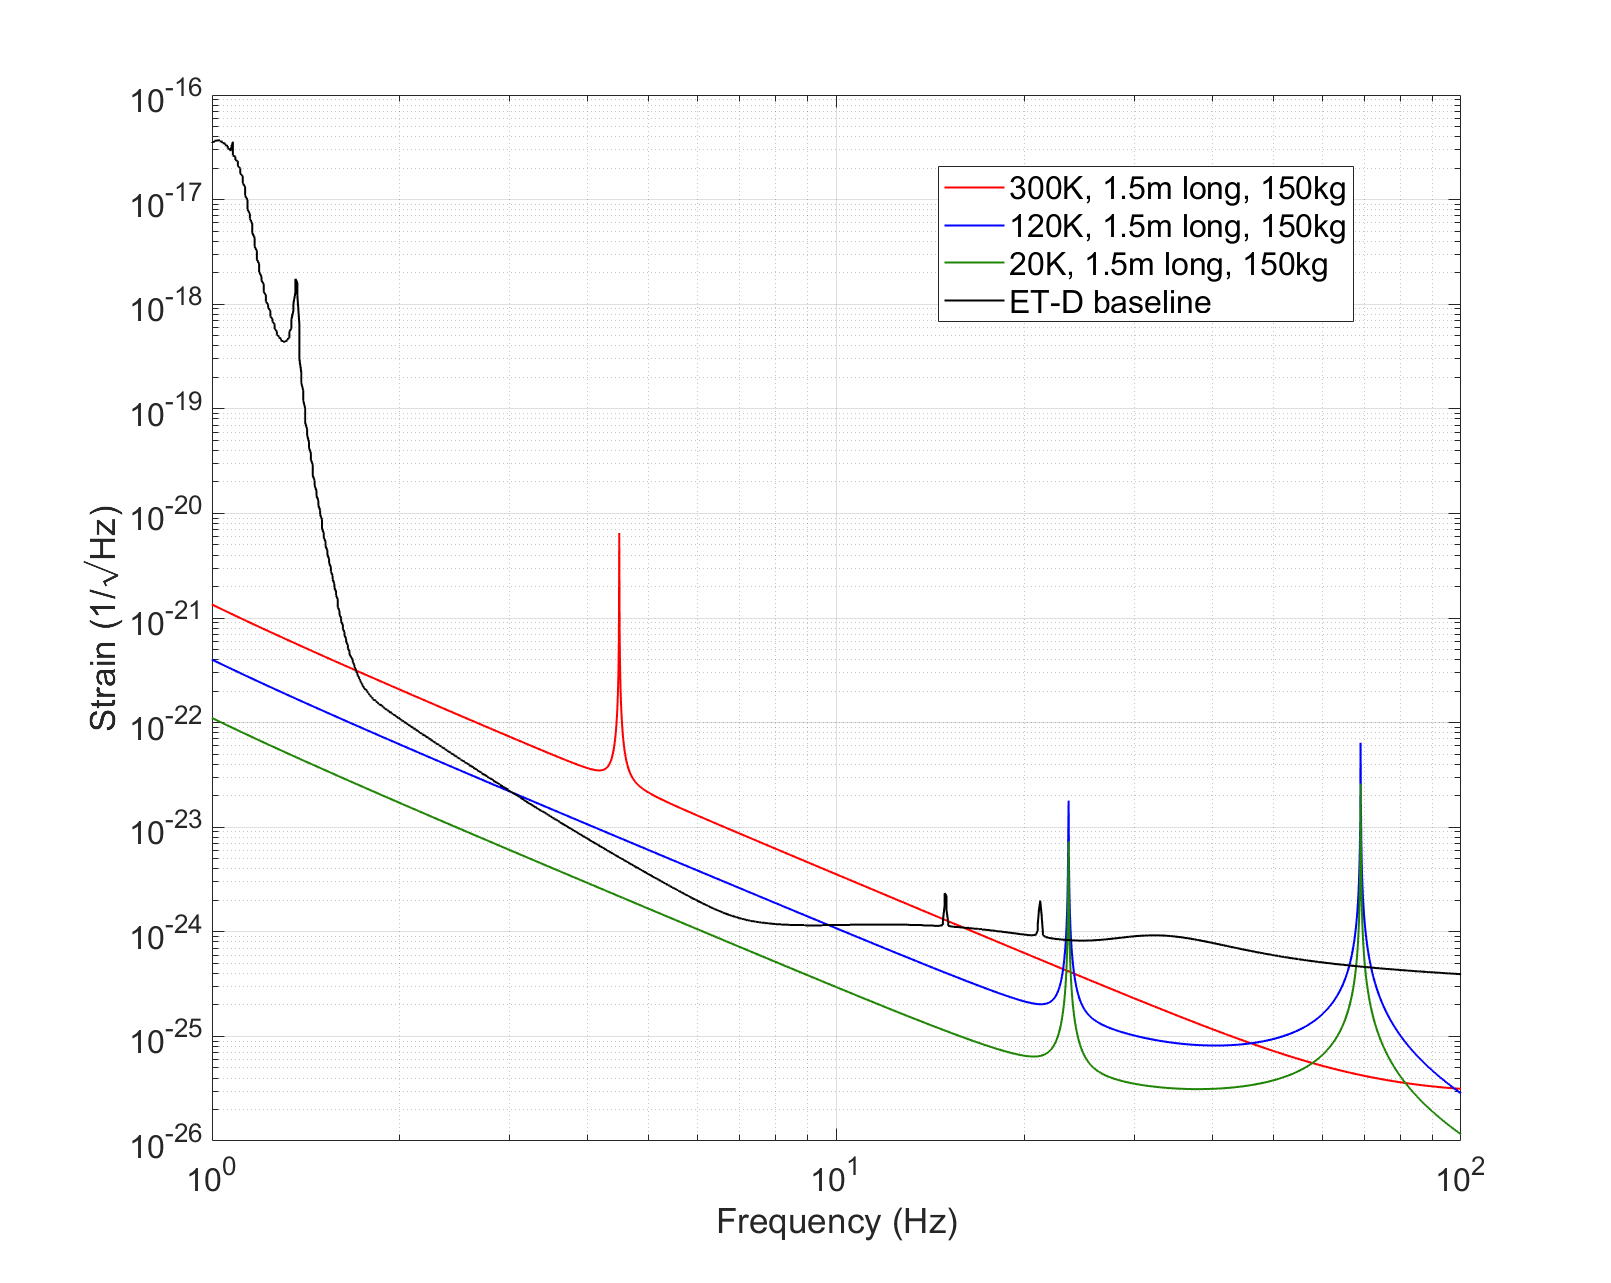 10^-16
10^-17
10^-18
10^-19
10^-20
10^-21
10^-22
10^-23
10^-24
10^-25
10^-26
Strain (1/√Hz)
300K, 1.5m long, 150kg
120K, 1.5m long, 150kg
20K, 1.5m long, 150kg
ET-D baseline
10^0 10^1 10^2
Frequency (Hz)